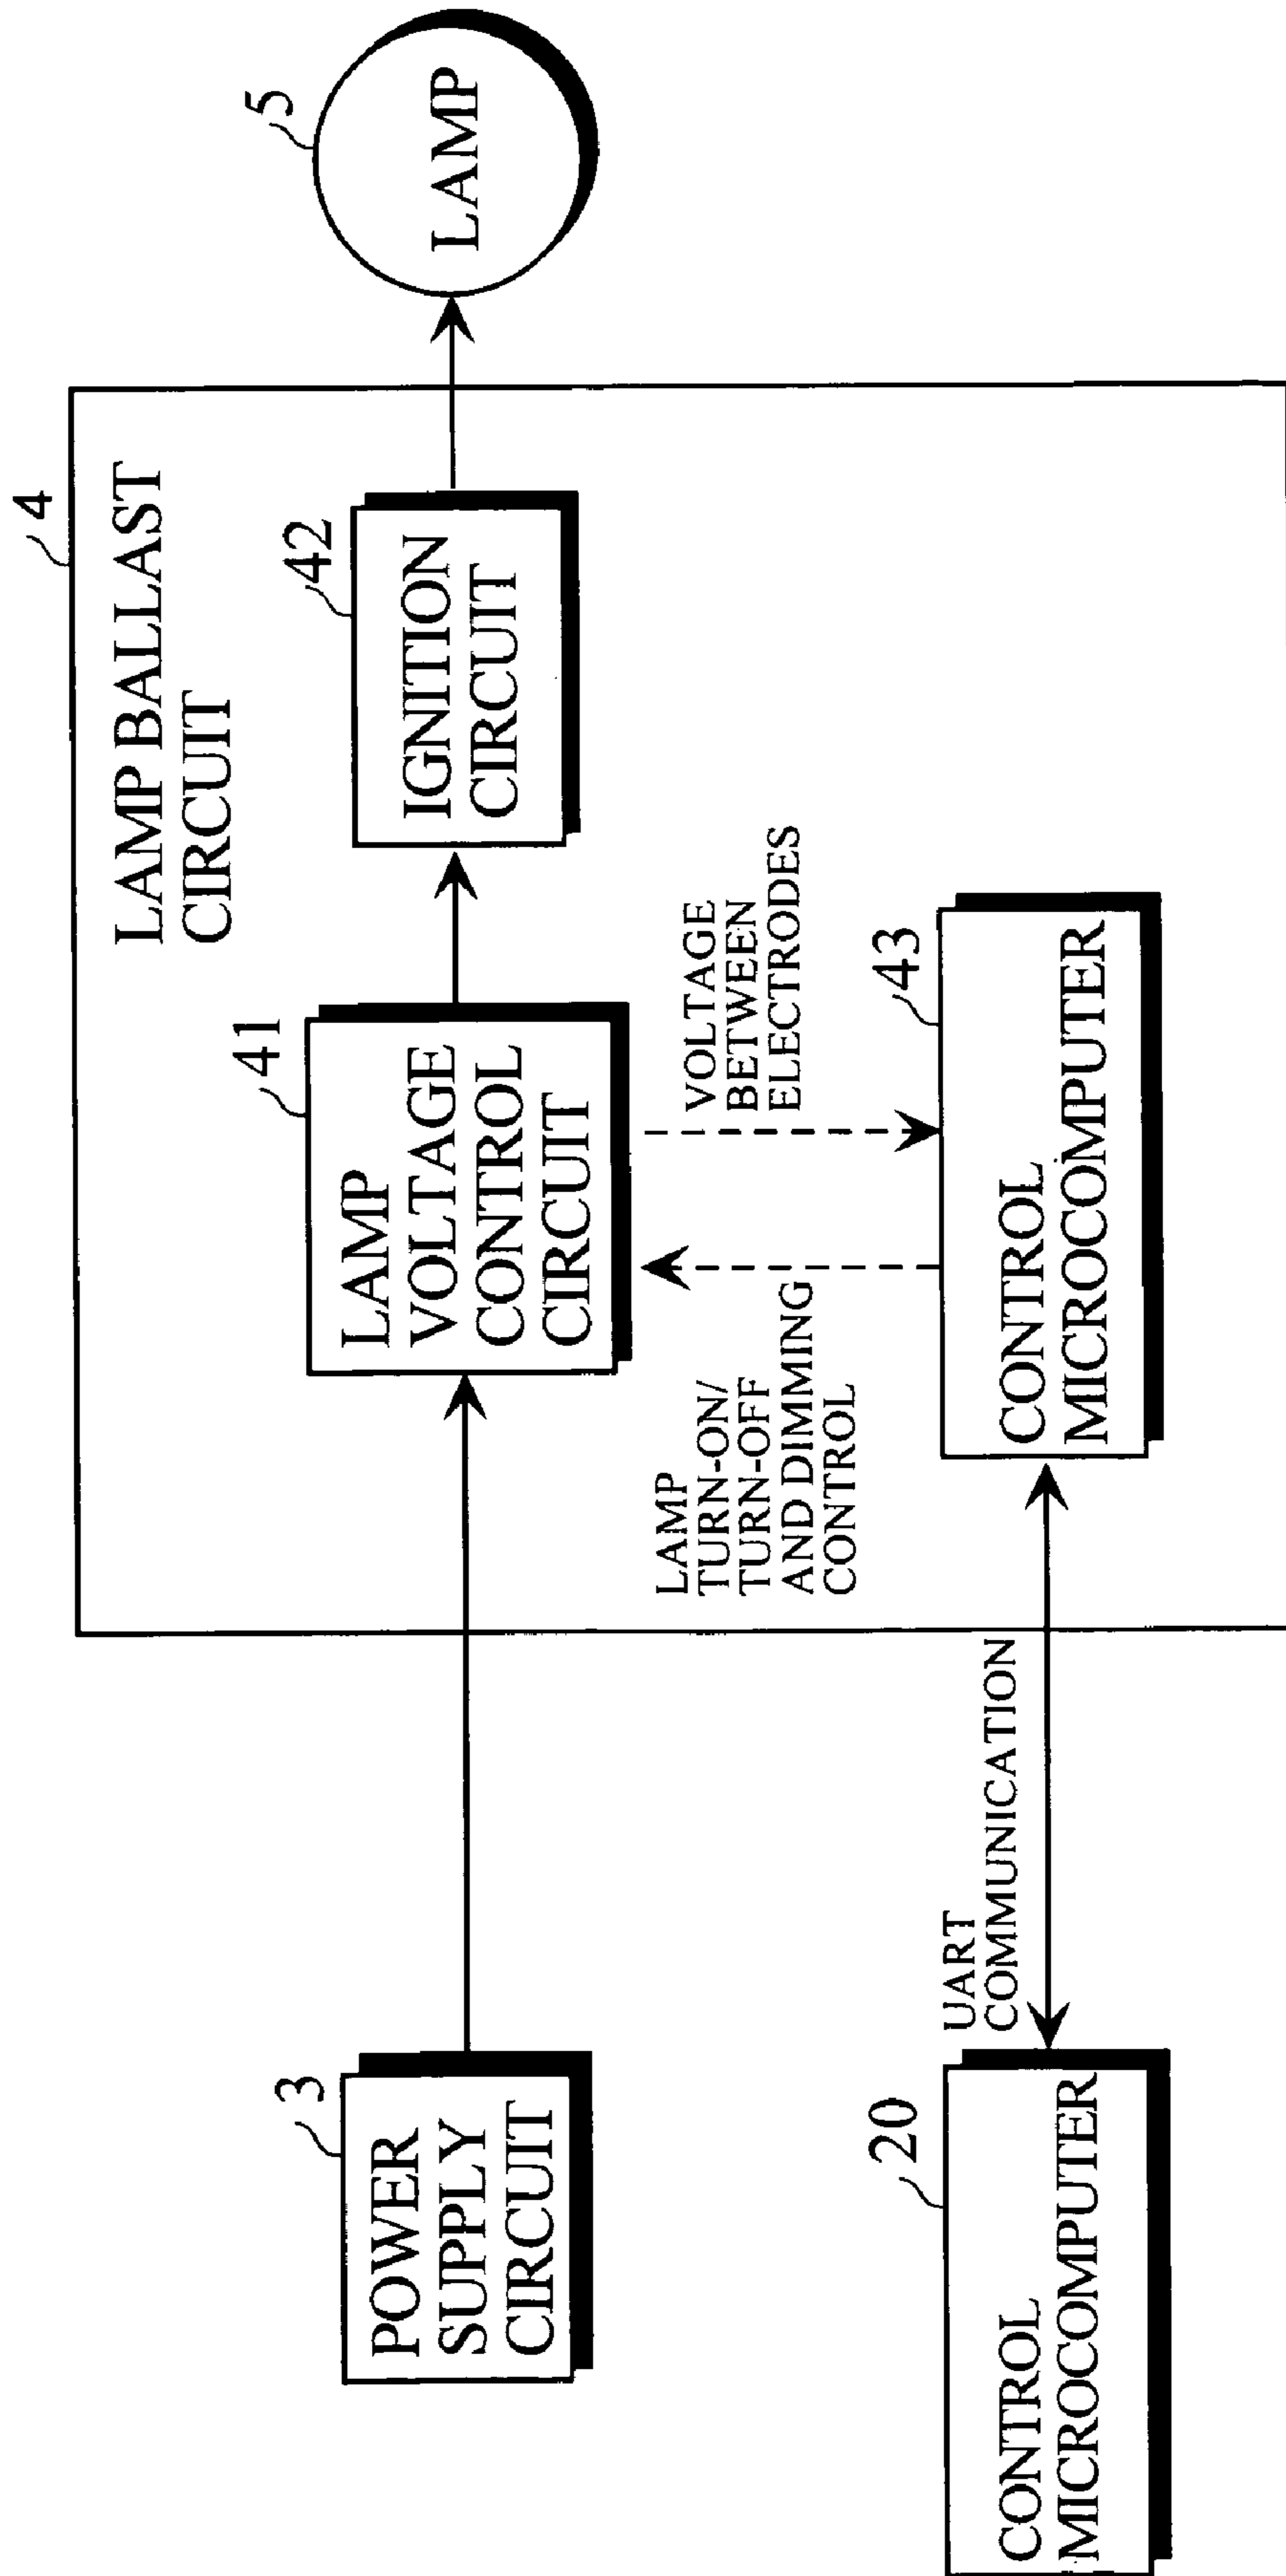 4
LAMP BALLAST
CIRCUIT
3
POWER
SUPPLY
CIRCUIT
41
LAMP
VOLTAGE
CONTROL
CIRCUIT
42
IGNITION
CIRCUIT
5
LAMP
LAMP
TURN-ON/
TURN-OFF
AND DIMMING
CONTROL
VOLTAGE
BETWEEN
ELECTRODES
20
CONTROL
MICROCOMPUTER
UART
COMMUNICATION
43
CONTROL
MICROCOMPUTER